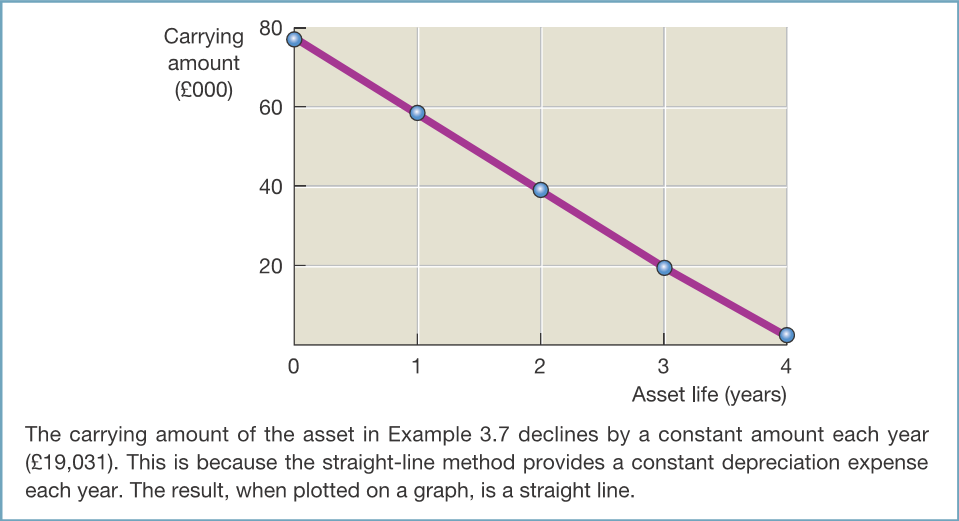 Carrying
amount
(£000)
80
60
40
20
0 1 2 3 4
Asset life (years)
The carrying amount of the asset in Example 3.7 declines by a constant amount each year
(£19,031). This is because the straight-line method provides a constant depreciation expense
each year. The result, when plotted on a graph, is a straight line.